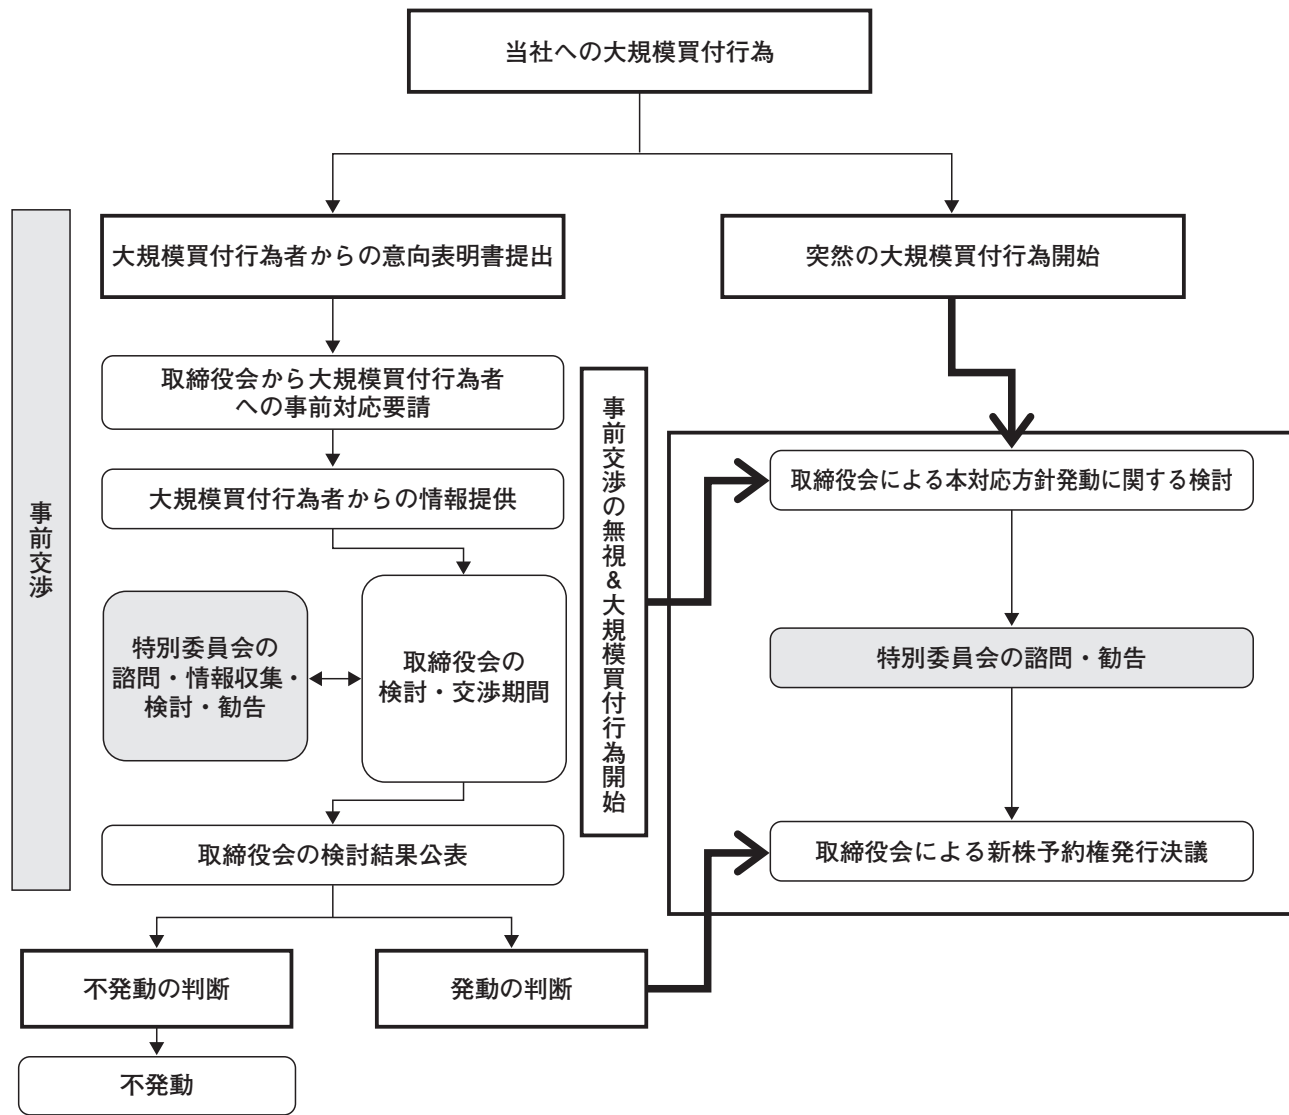 当社への大規模買付行為
大規模買付行為者からの意向表明書提出
突然の大規模買付行為開始
事前交渉
取締役会から大規模買付行為者
への事前対応要請
大規模買付行為者からの情報提供
特別委員会の
諮問・情報収集・
検討・勧告
取締役会の
検討・交渉期間
取締役会の検討結果公表
事前交渉の無視&大規模買付行為開始
取締役会による本対応方針発動に関する検討
特別委員会の諮問・勧告
取締役会による新株予約権発行決議
不発動の判断
発動の判断
不発動